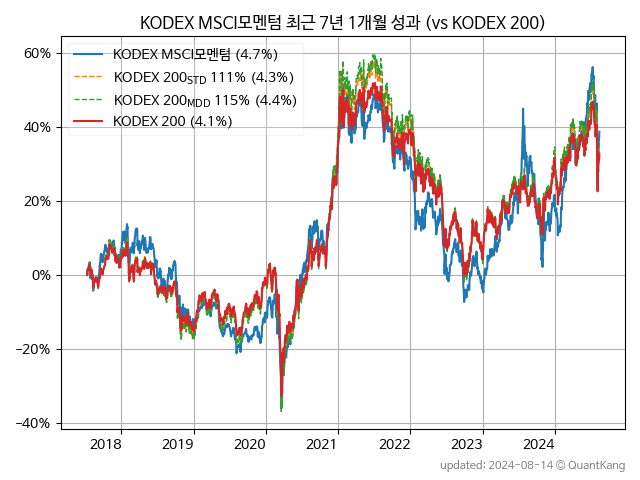 KODEX MSCI모멘텀 최근 7년 1개월 성과 (vs KODEX 200)
60%
40%
20%
0%
−20%
−40%
KODEX MSCI모멘텀 (4.7%)
KODEX 200STD 111% (4.3%)
KODEX 200MDD 115% (4.4%)
KODEX 200 (4.1%)
2018 2019 2020 2021 2022 2023 2024
updated: 2024-08-14 © QuantKang